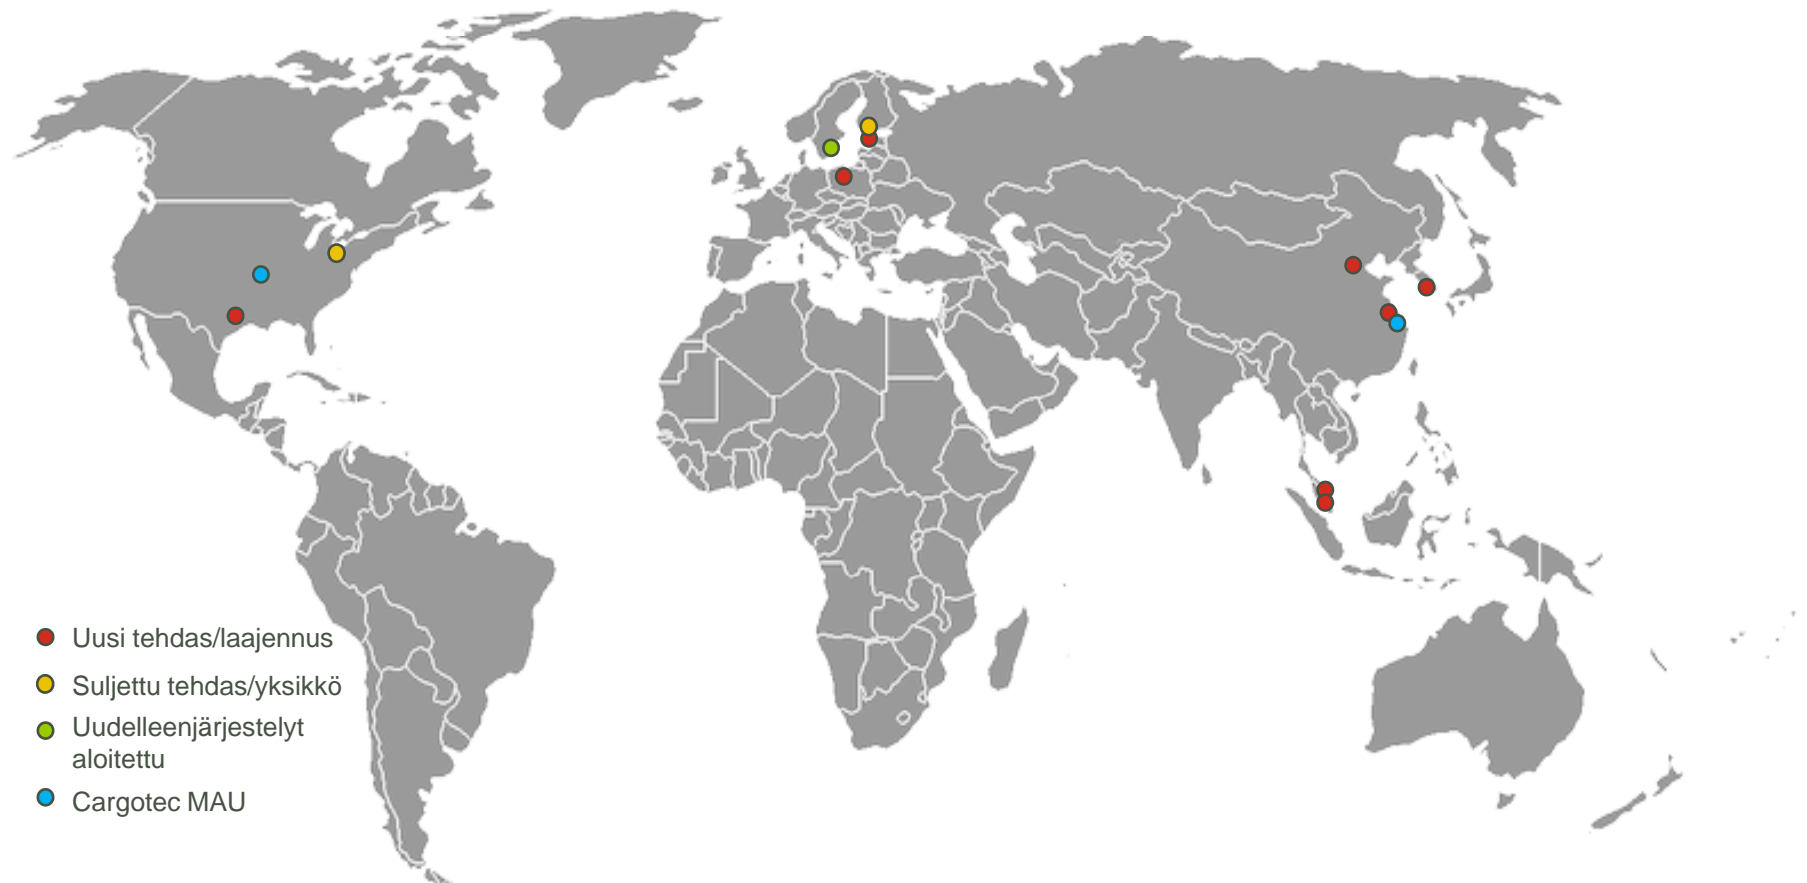 Uusi tehdas/laajennus
Suljettu tehdas/yksikkö
Uudelleenjärjestelyt
aloitettu
Cargotec MAU